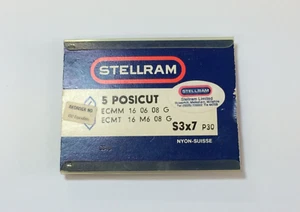 STELLRAM
5 POSICUT
ECMM 16 06 08 G
ECMT 16 M6 08 G
STELLRAM
Stellram Limited
S3x7 P30
NYON-SUISSE